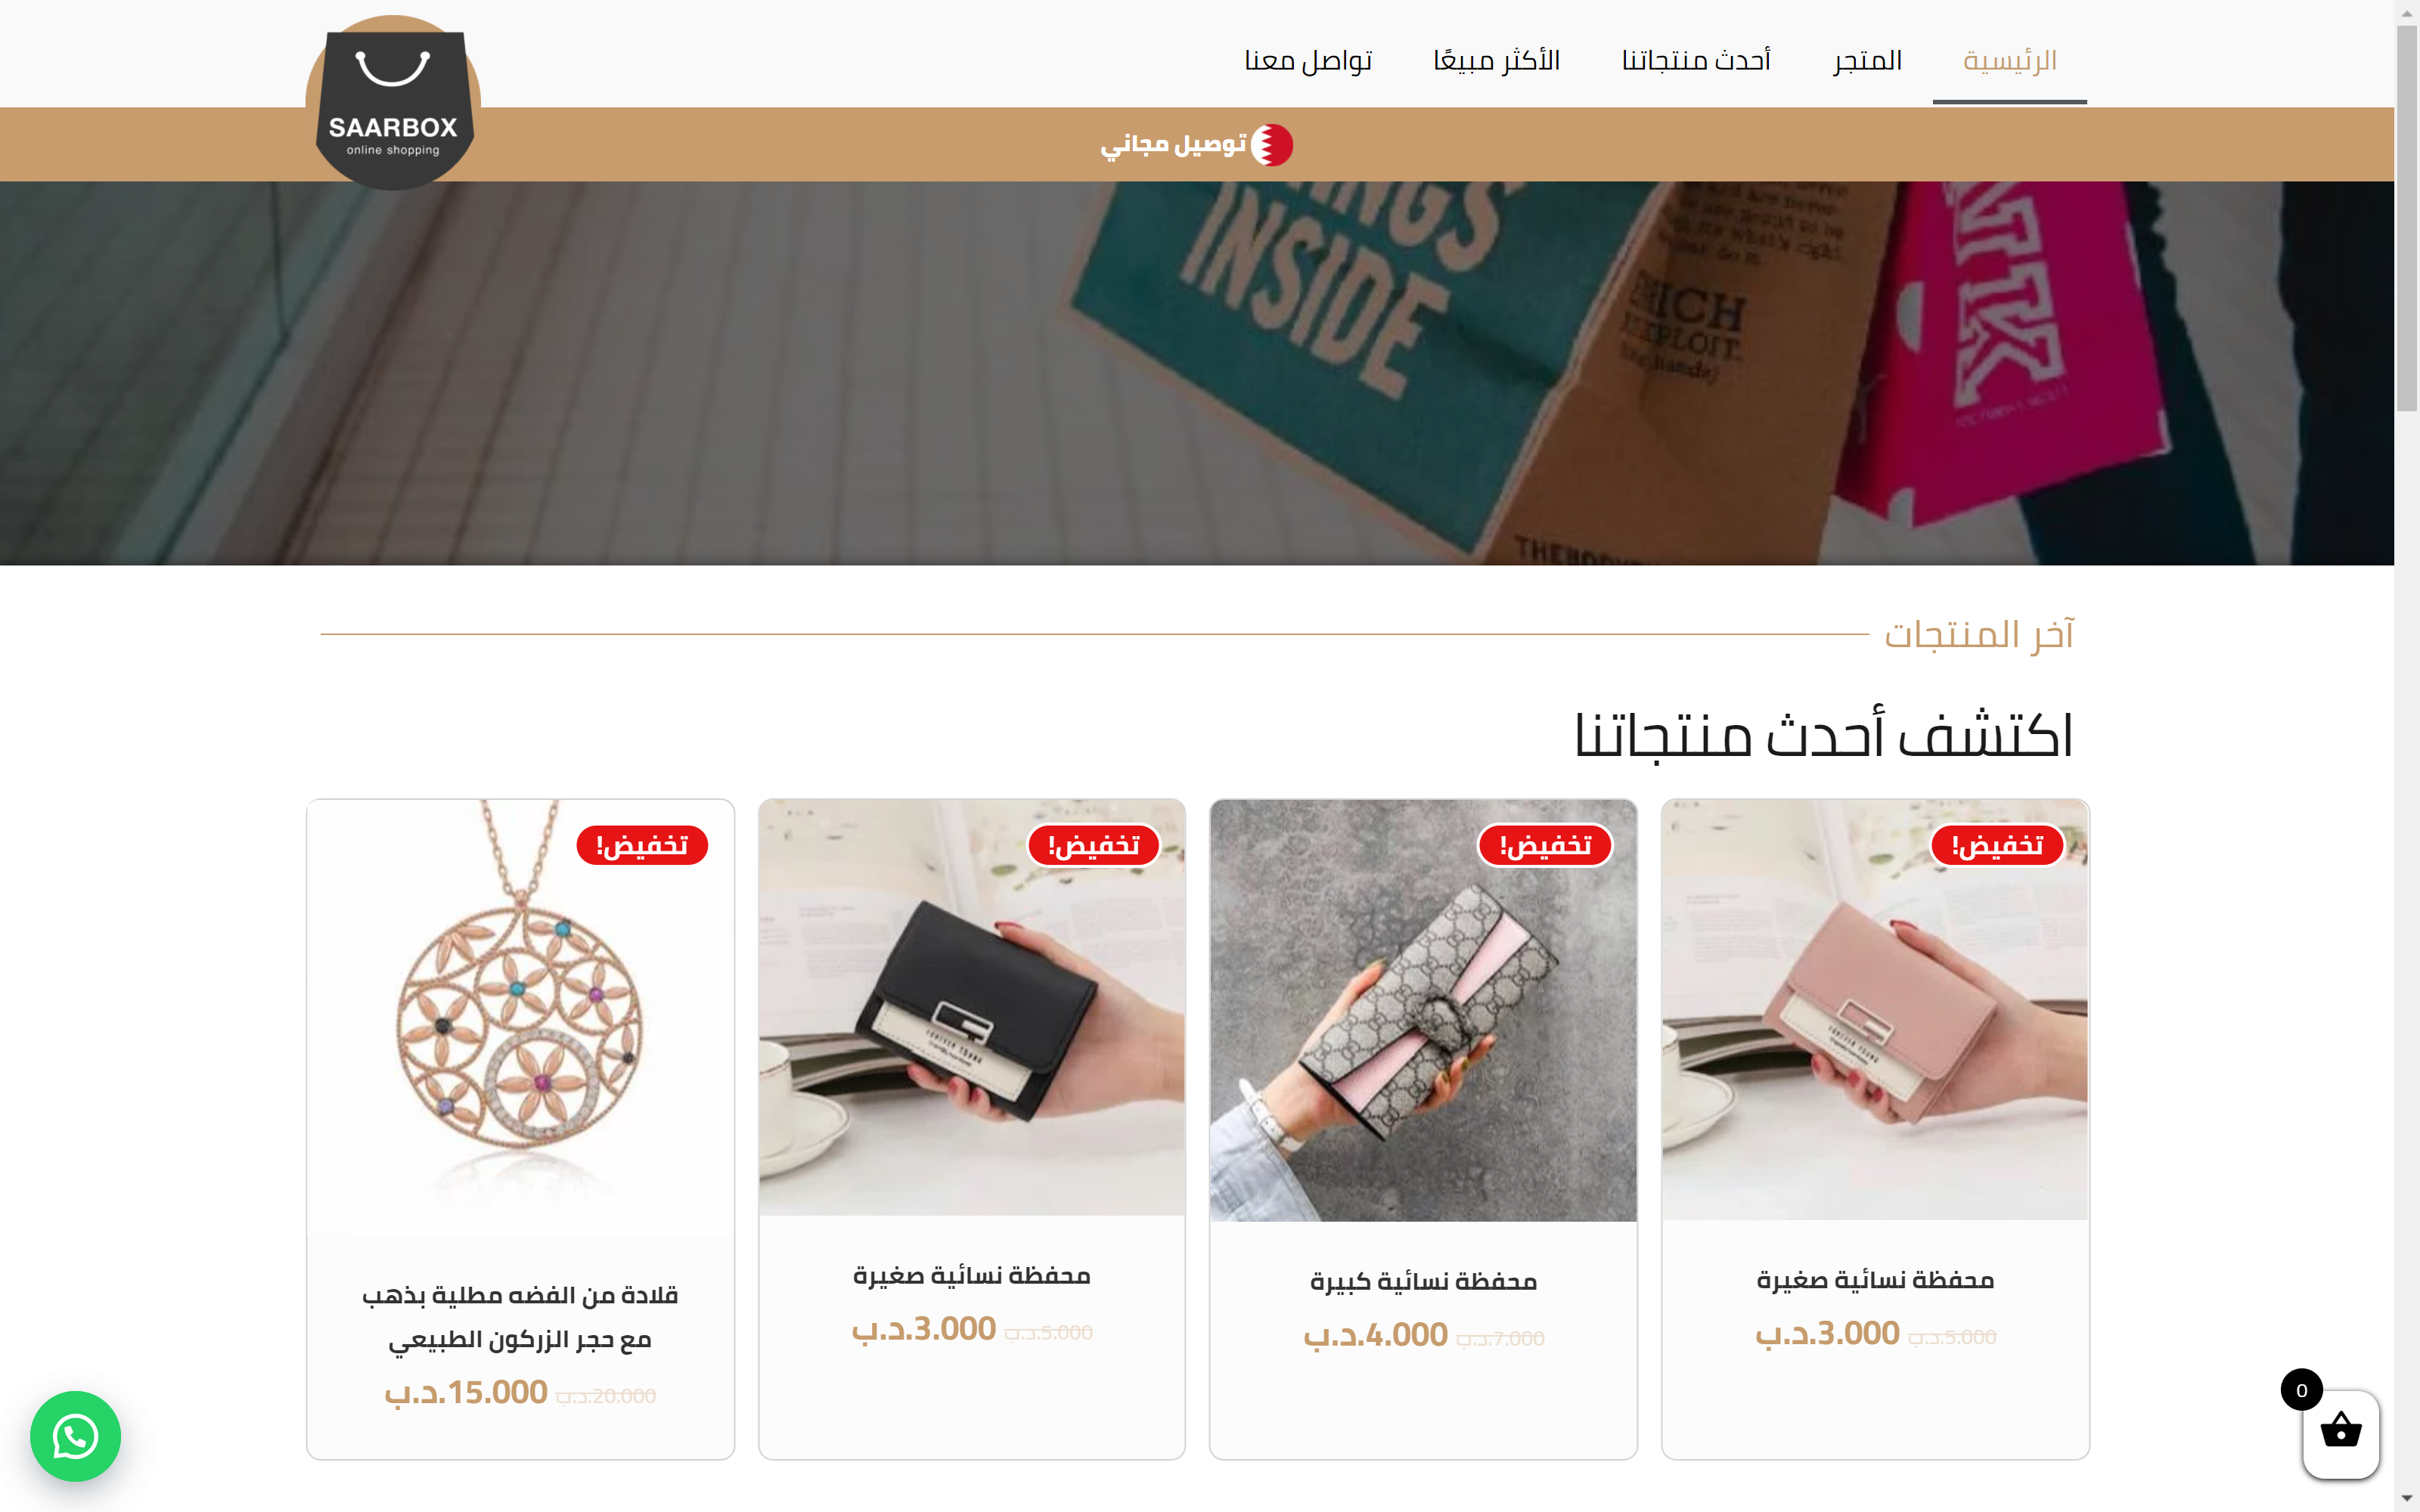 الرئيسية
المتجر
أحدث منتجاتنا
الأكثر مبيعًا
تواصل معنا
SAARBOX
online shopping
توصيل مجاني
INSIDE
آخر المنتجات
اكتشف أحدث منتجاتنا
تخفيض!
محفظة نسائية صغيرة
5.000.د.ب 3.000.د.ب
تخفيض!
محفظة نسائية كبيرة
7.000.د.ب 4.000.د.ب
تخفيض!
FOREVER YOUNG
محفظة نسائية صغيرة
5.000.د.ب 3.000.د.ب
تخفيض!
قلادة من الفضه مطلية بذهب
مع حجر الزركون الطبيعي
20.000.د.ب 15.000.د.ب
0